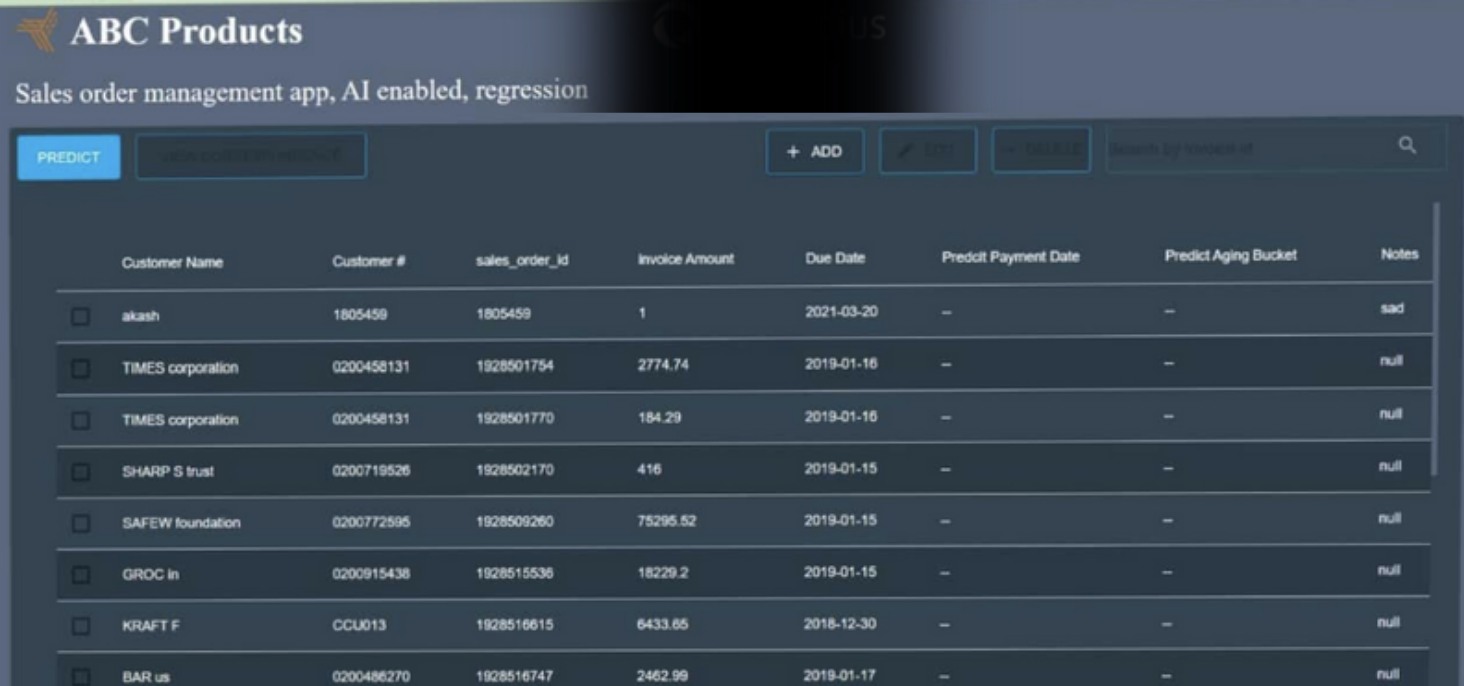 ABC Products
Sales order management app, AI enabled, regression
PREDICT
+ ADD
Search by Invoice id
Customer Name Customer # sales_order_id Invoice Amount Due Date Predcit Payment Date Predict Aging Bucket Notes
akash 1805459 1805459 1 2021-03-20 -- -- sad
TIMES corporation 0200458131 1928501754 2774.74 2019-01-16 -- -- null
TIMES corporation 0200458131 1928501770 184.29 2019-01-16 -- -- null
SHARP S trust 0200719526 1928502170 416 2019-01-15 -- -- null
SAFEW foundation 0200772595 1928509260 75295.52 2019-01-15 -- -- null
GROC in 0200915438 1928515536 18229.2 2019-01-15 -- -- null
KRAFT F CCU013 1928516615 6433.65 2018-12-30 -- -- null
BAR us 0200486270 1928516747 2462.99 2019-01-17 -- -- null